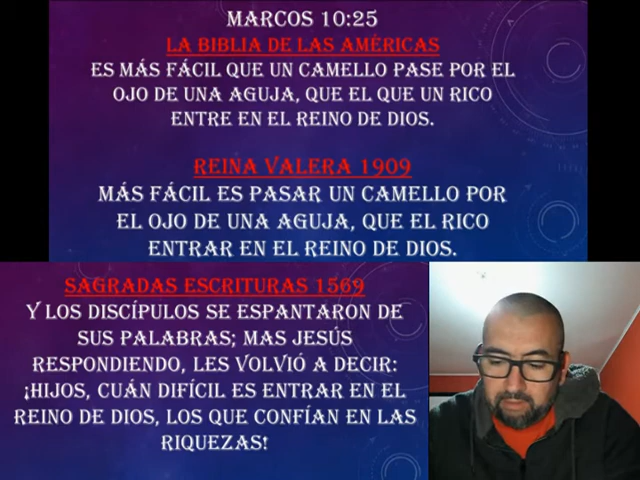 MARCOS 10:25
LA BIBLIA DE LAS AMÉRICAS
ES MÁS FÁCIL QUE UN CAMELLO PASE POR EL
OJO DE UNA AGUJA, QUE EL QUE UN RICO
ENTRE EN EL REINO DE DIOS.
REINA VALERA 1909
MÁS FÁCIL ES PASAR UN CAMELLO POR
EL OJO DE UNA AGUJA, QUE EL RICO
ENTRAR EN EL REINO DE DIOS.
SAGRADAS ESCRITURAS 1569
Y LOS DISCÍPULOS SE ESPANTARON DE
SUS PALABRAS; MAS JESÚS
RESPONDIENDO, LES VOLVIÓ A DECIR:
¡HIJOS, CUÁN DIFÍCIL ES ENTRAR EN EL
REINO DE DIOS, LOS QUE CONFÍAN EN LAS
RIQUEZAS!